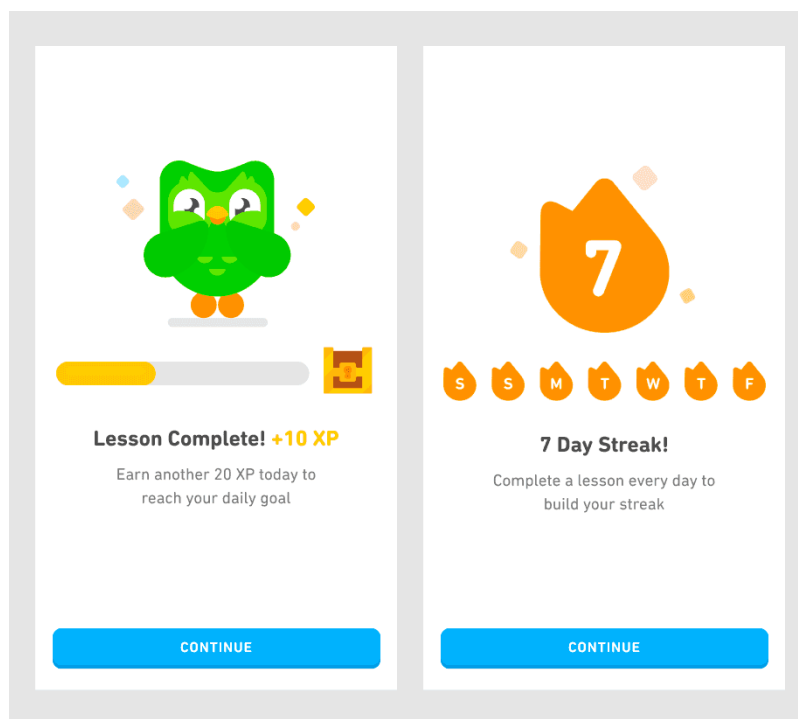 Lesson Complete! +10 XP
Earn another 20 XP today to
reach your daily goal
CONTINUE
7
S S M T W T F
7 Day Streak!
Complete a lesson every day to
build your streak
CONTINUE